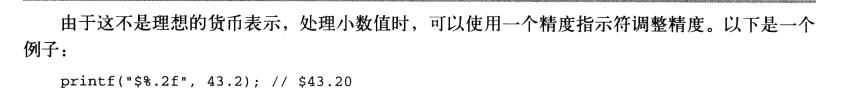 由于这不是理想的货币表示，处理小数值时，可以使用一个精度指示符调整精度。以下是一个
例子：
printf("$%.2f", 43.2); // $43.20